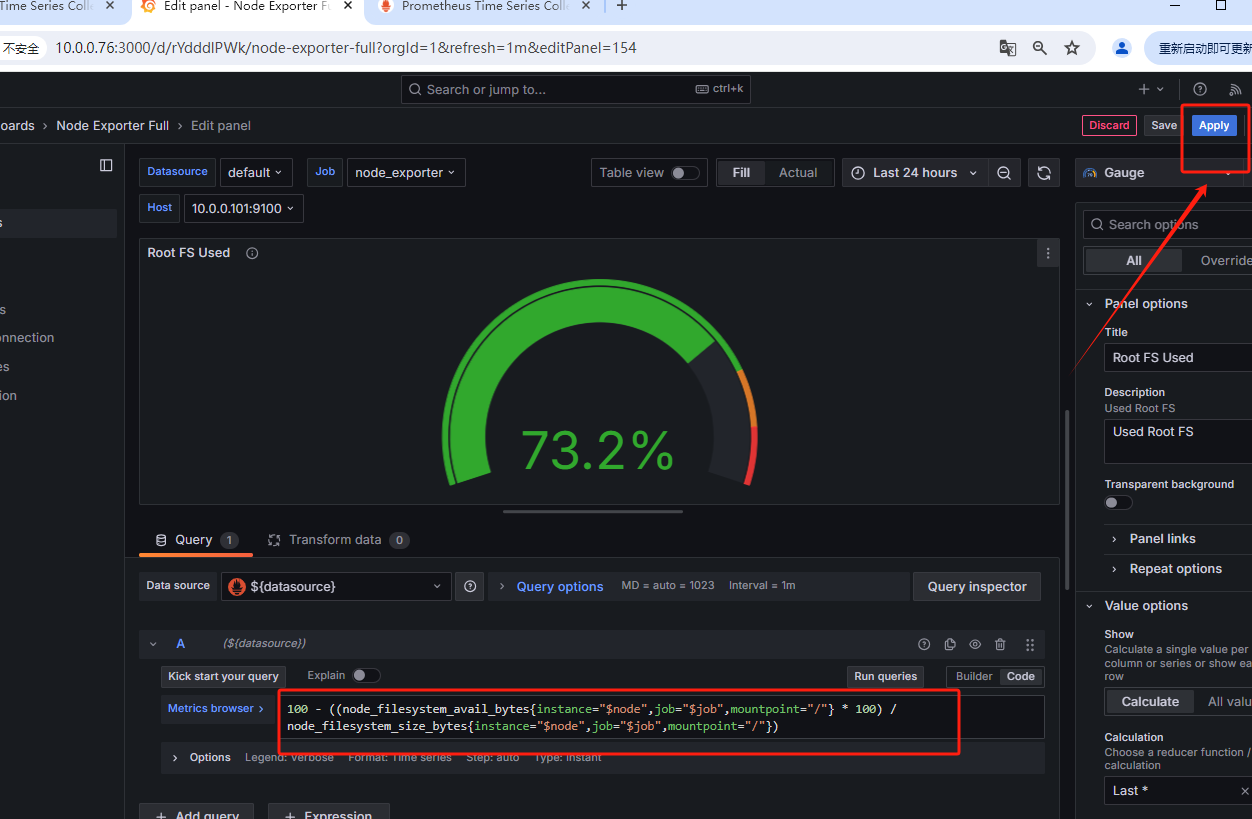 Time Series Colle
Edit panel - Node Exporter Fu
Prometheus Time Series Colle
不安全
10.0.0.76:3000/d/rYdddlPWk/node-exporter-full?orgId=1&refresh=1m&editPanel=154
重新启动即可更新
Search or jump to...
ctrl+k
oards › Node Exporter Full › Edit panel
Discard
Save
Apply
Datasource
default
Job
node_exporter
Table view
Fill
Actual
Last 24 hours
Gauge
Host
10.0.0.101:9100
s
s
onnection
es
ion
Root FS Used
73.2%
Search options
All
Override
Panel options
Title
Root FS Used
Description
Used Root FS
Used Root FS
Transparent background
Panel links
Repeat options
Value options
Show
Calculate a single value per
column or series or show ea
row
Calculate
All valu
Calculation
Choose a reducer function /
calculation
Last *
Query
1
Transform data
0
Data source
${datasource}
Query options
MD = auto = 1023
Interval = 1m
Query inspector
A
(${datasource})
Kick start your query
Explain
Run queries
Builder
Code
Metrics browser ›
100 - ((node_filesystem_avail_bytes{instance="$node",job="$job",mountpoint="/"} * 100) /
node_filesystem_size_bytes{instance="$node",job="$job",mountpoint="/"})
Options
Legend: Verbose
Format: Time series
Step: auto
Type: Instant
+ Add query
+ Expression